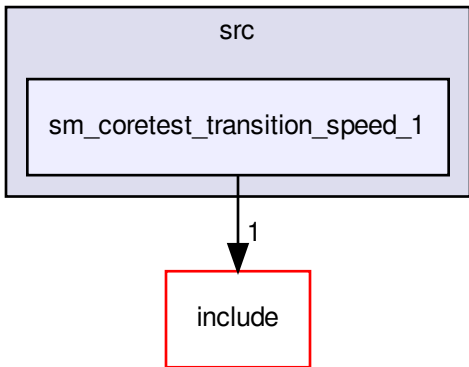 src
sm_coretest_transition_speed_1
1
include